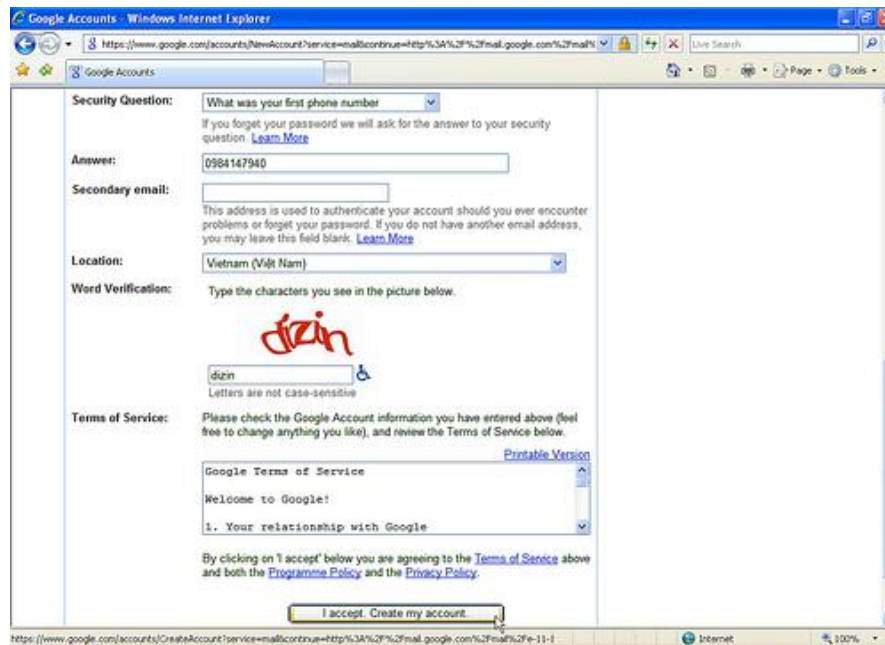 Google Accounts - Windows Internet Explorer
https://www.google.com/accounts/NewAccount?service=mail&continue=http%3A%2F%2Fmail.google.com%2Fmail%
Live Search
Google Accounts
Page
Tools
Security Question:
What was your first phone number
If you forget your password we will ask for the answer to your security
question. Learn More
Answer:
0984147940
Secondary email:
This address is used to authenticate your account should you ever encounter
problems or forget your password. If you do not have another email address,
you may leave this field blank. Learn More
Location:
Vietnam (Việt Nam)
Word Verification:
Type the characters you see in the picture below.
dizin
dizin
Letters are not case-sensitive
Terms of Service:
Please check the Google Account information you have entered above (feel
free to change anything you like), and review the Terms of Service below.
Printable Version
Google Terms of Service
Welcome to Google!
1. Your relationship with Google
By clicking on 'I accept' below you are agreeing to the Terms of Service above
and both the Programme Policy and the Privacy Policy.
I accept. Create my account.
https://www.google.com/accounts/CreateAccount?service=mail&continue=http%3A%2F%2Fmail.google.com%2Fmail%2Fe-11-1
Internet
100%